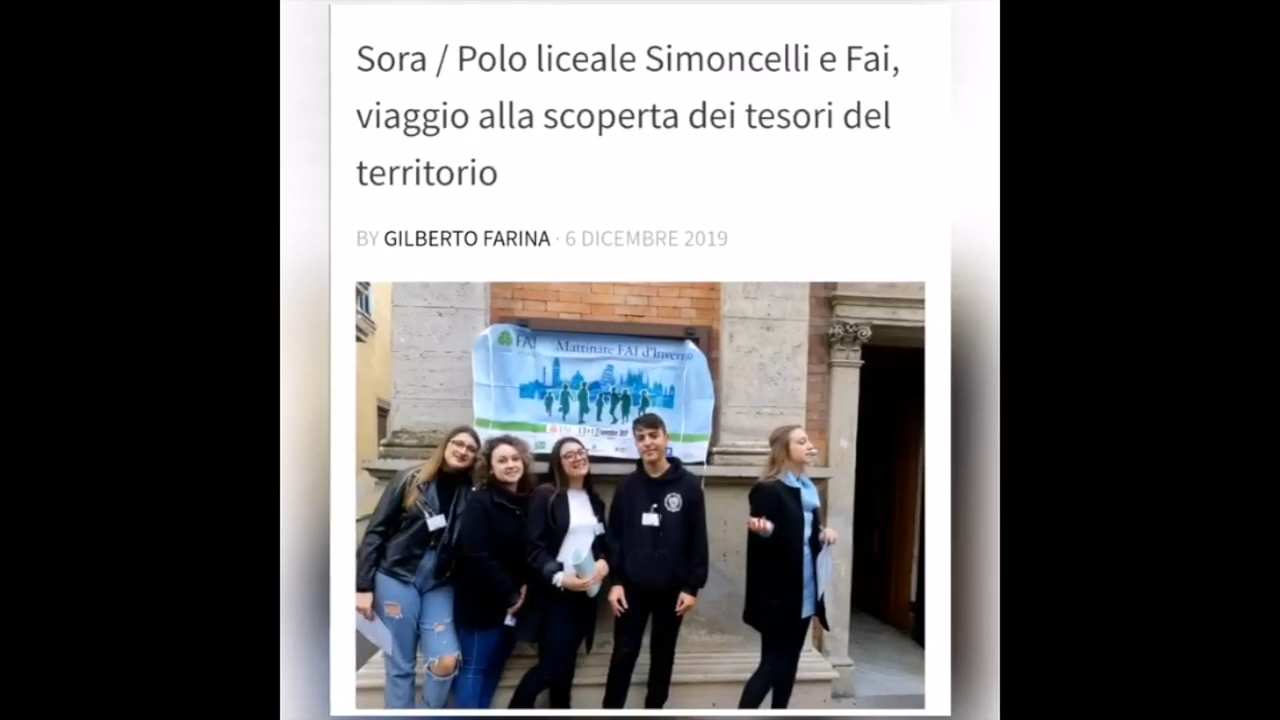 Sora / Polo liceale Simoncelli e Fai,
viaggio alla scoperta dei tesori del
territorio
BY GILBERTO FARINA · 6 DICEMBRE 2019
FAI
Mattinate FAI d'Inverno